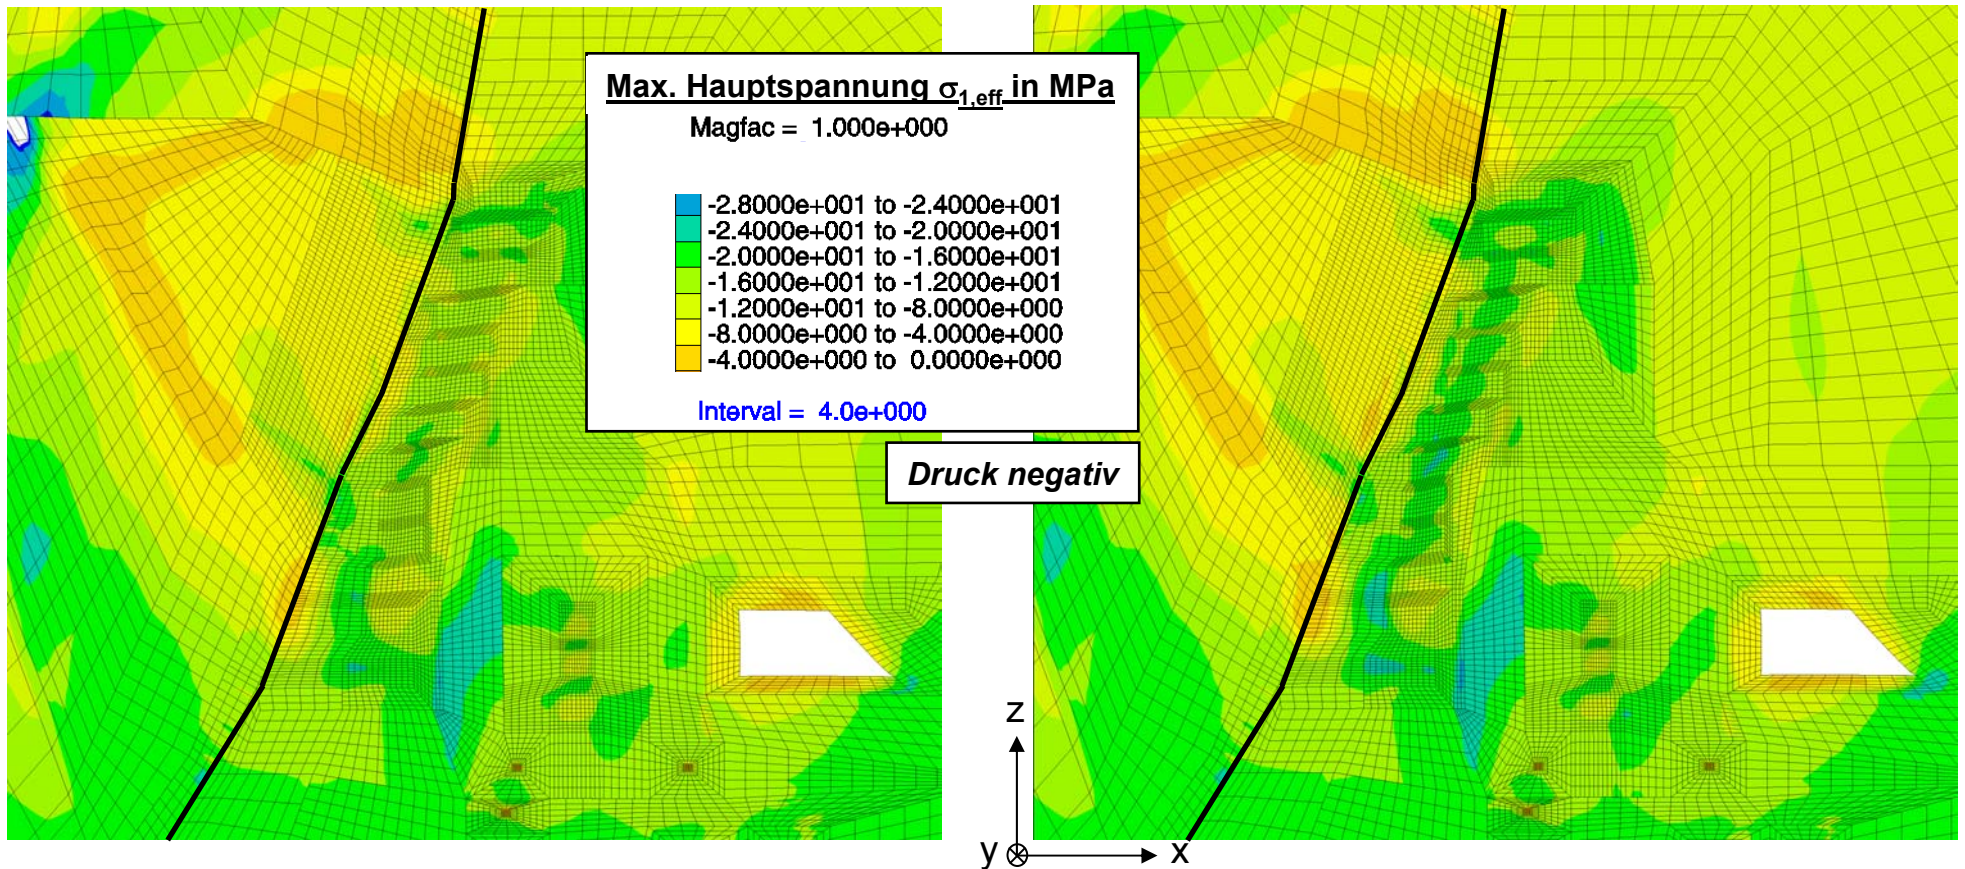 Max. Hauptspannung σ1,eff in MPa
Magfac = 1.000e+000
-2.8000e+001 to -2.4000e+001
-2.4000e+001 to -2.0000e+001
-2.0000e+001 to -1.6000e+001
-1.6000e+001 to -1.2000e+001
-1.2000e+001 to -8.0000e+000
-8.0000e+000 to -4.0000e+000
-4.0000e+000 to 0.0000e+000
Interval = 4.0e+000
Druck negativ
z
y
x